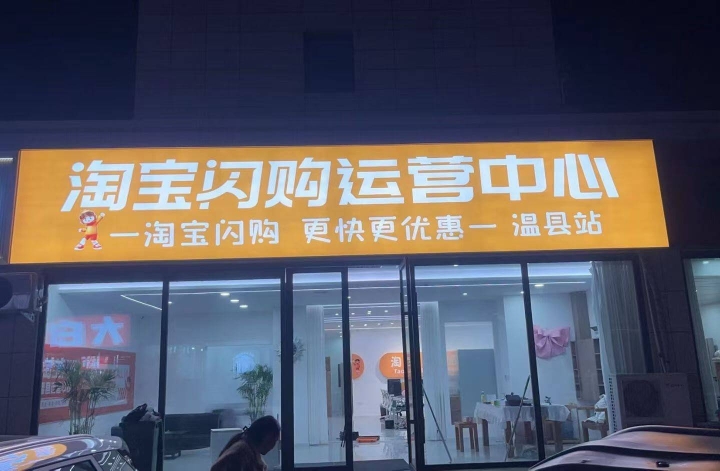 淘宝闪购运营中心
一淘宝闪购 更快更优惠一 温县站
淘